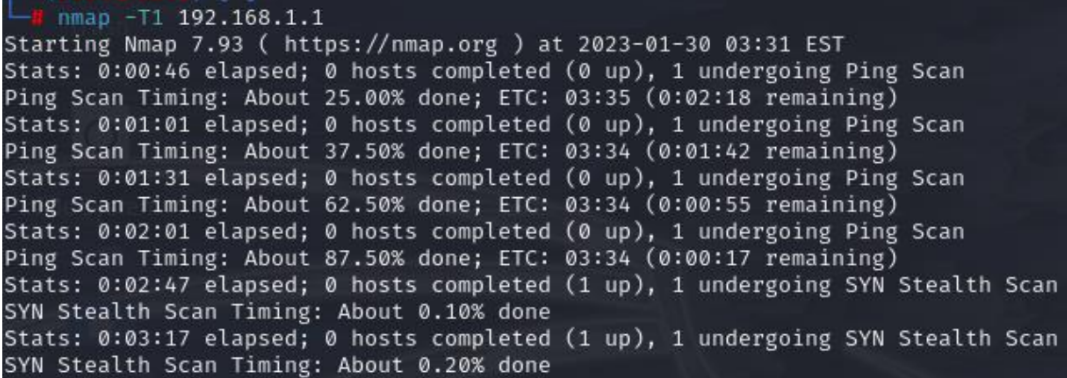 └─# nmap -T1 192.168.1.1
Starting Nmap 7.93 ( https://nmap.org ) at 2023-01-30 03:31 EST
Stats: 0:00:46 elapsed; 0 hosts completed (0 up), 1 undergoing Ping Scan
Ping Scan Timing: About 25.00% done; ETC: 03:35 (0:02:18 remaining)
Stats: 0:01:01 elapsed; 0 hosts completed (0 up), 1 undergoing Ping Scan
Ping Scan Timing: About 37.50% done; ETC: 03:34 (0:01:42 remaining)
Stats: 0:01:31 elapsed; 0 hosts completed (0 up), 1 undergoing Ping Scan
Ping Scan Timing: About 62.50% done; ETC: 03:34 (0:00:55 remaining)
Stats: 0:02:01 elapsed; 0 hosts completed (0 up), 1 undergoing Ping Scan
Ping Scan Timing: About 87.50% done; ETC: 03:34 (0:00:17 remaining)
Stats: 0:02:47 elapsed; 0 hosts completed (1 up), 1 undergoing SYN Stealth Scan
SYN Stealth Scan Timing: About 0.10% done
Stats: 0:03:17 elapsed; 0 hosts completed (1 up), 1 undergoing SYN Stealth Scan
SYN Stealth Scan Timing: About 0.20% done